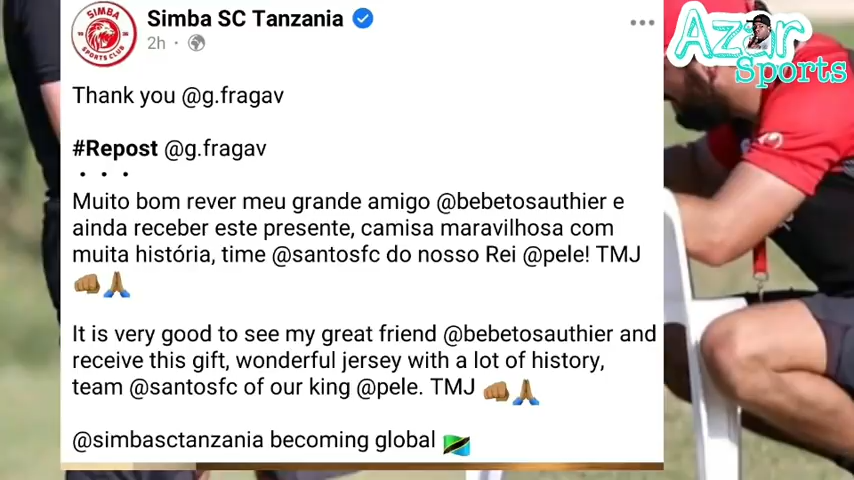 Simba SC Tanzania
2h ·
SIMBA
SPORTS CLUB
Azar
Sports
Thank you @g.fragav
#Repost @g.fragav
• • •
Muito bom rever meu grande amigo @bebetosauthier e
ainda receber este presente, camisa maravilhosa com
muita história, time @santosfc do nosso Rei @pele! TMJ
👊🏾🙏🏾
It is very good to see my great friend @bebetosauthier and
receive this gift, wonderful jersey with a lot of history,
team @santosfc of our king @pele. TMJ 👊🏾🙏🏾
@simbasctanzania becoming global 🇹🇿